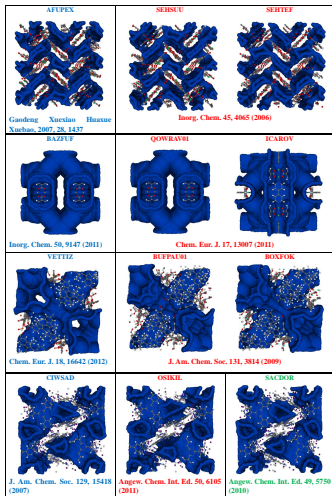 AFUPEX
SEHSUU
SEHTEF
Gaodeng Xuexiao Huaxue
Xuebao, 2007, 28, 1437
Inorg. Chem. 45, 4065 (2006)
BAZFUF
QOWRAV01
ICAROV
Inorg. Chem. 50, 9147 (2011)
Chem. Eur. J. 17, 13007 (2011)
VETTIZ
BUFPAU01
BOXFOK
Chem. Eur. J. 18, 16642 (2012)
J. Am. Chem. Soc. 131, 3814 (2009)
CIWSAD
OSIKIL
SACDOR
J. Am. Chem. Soc. 129, 15418
(2007)
Angew. Chem. Int. Ed. 50, 6105
(2011)
Angew. Chem. Int. Ed. 49, 5750
(2010)